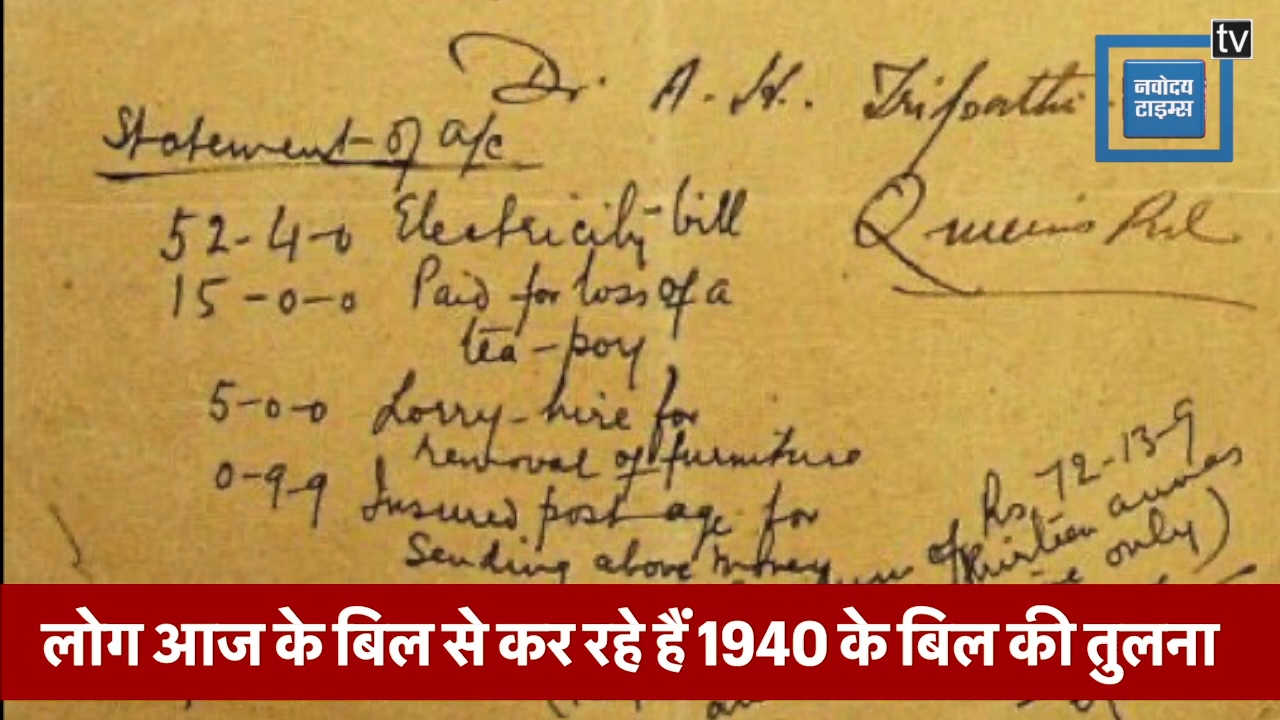 tv
नवोदय
टाइम्स
Dr. A. H. Tripathi
Statement of a/c
Queen's Rd
52-4-0 Electricity bill
15-0-0 Paid for loss of a
tea-poy
5-0-0 Lorry-hire for
removal of furniture
0-9-9 Insured postage for
sending above money
Rs 72-13-9
thirteen annas
only)
लोग आज के बिल से कर रहे हैं 1940 के बिल की तुलना